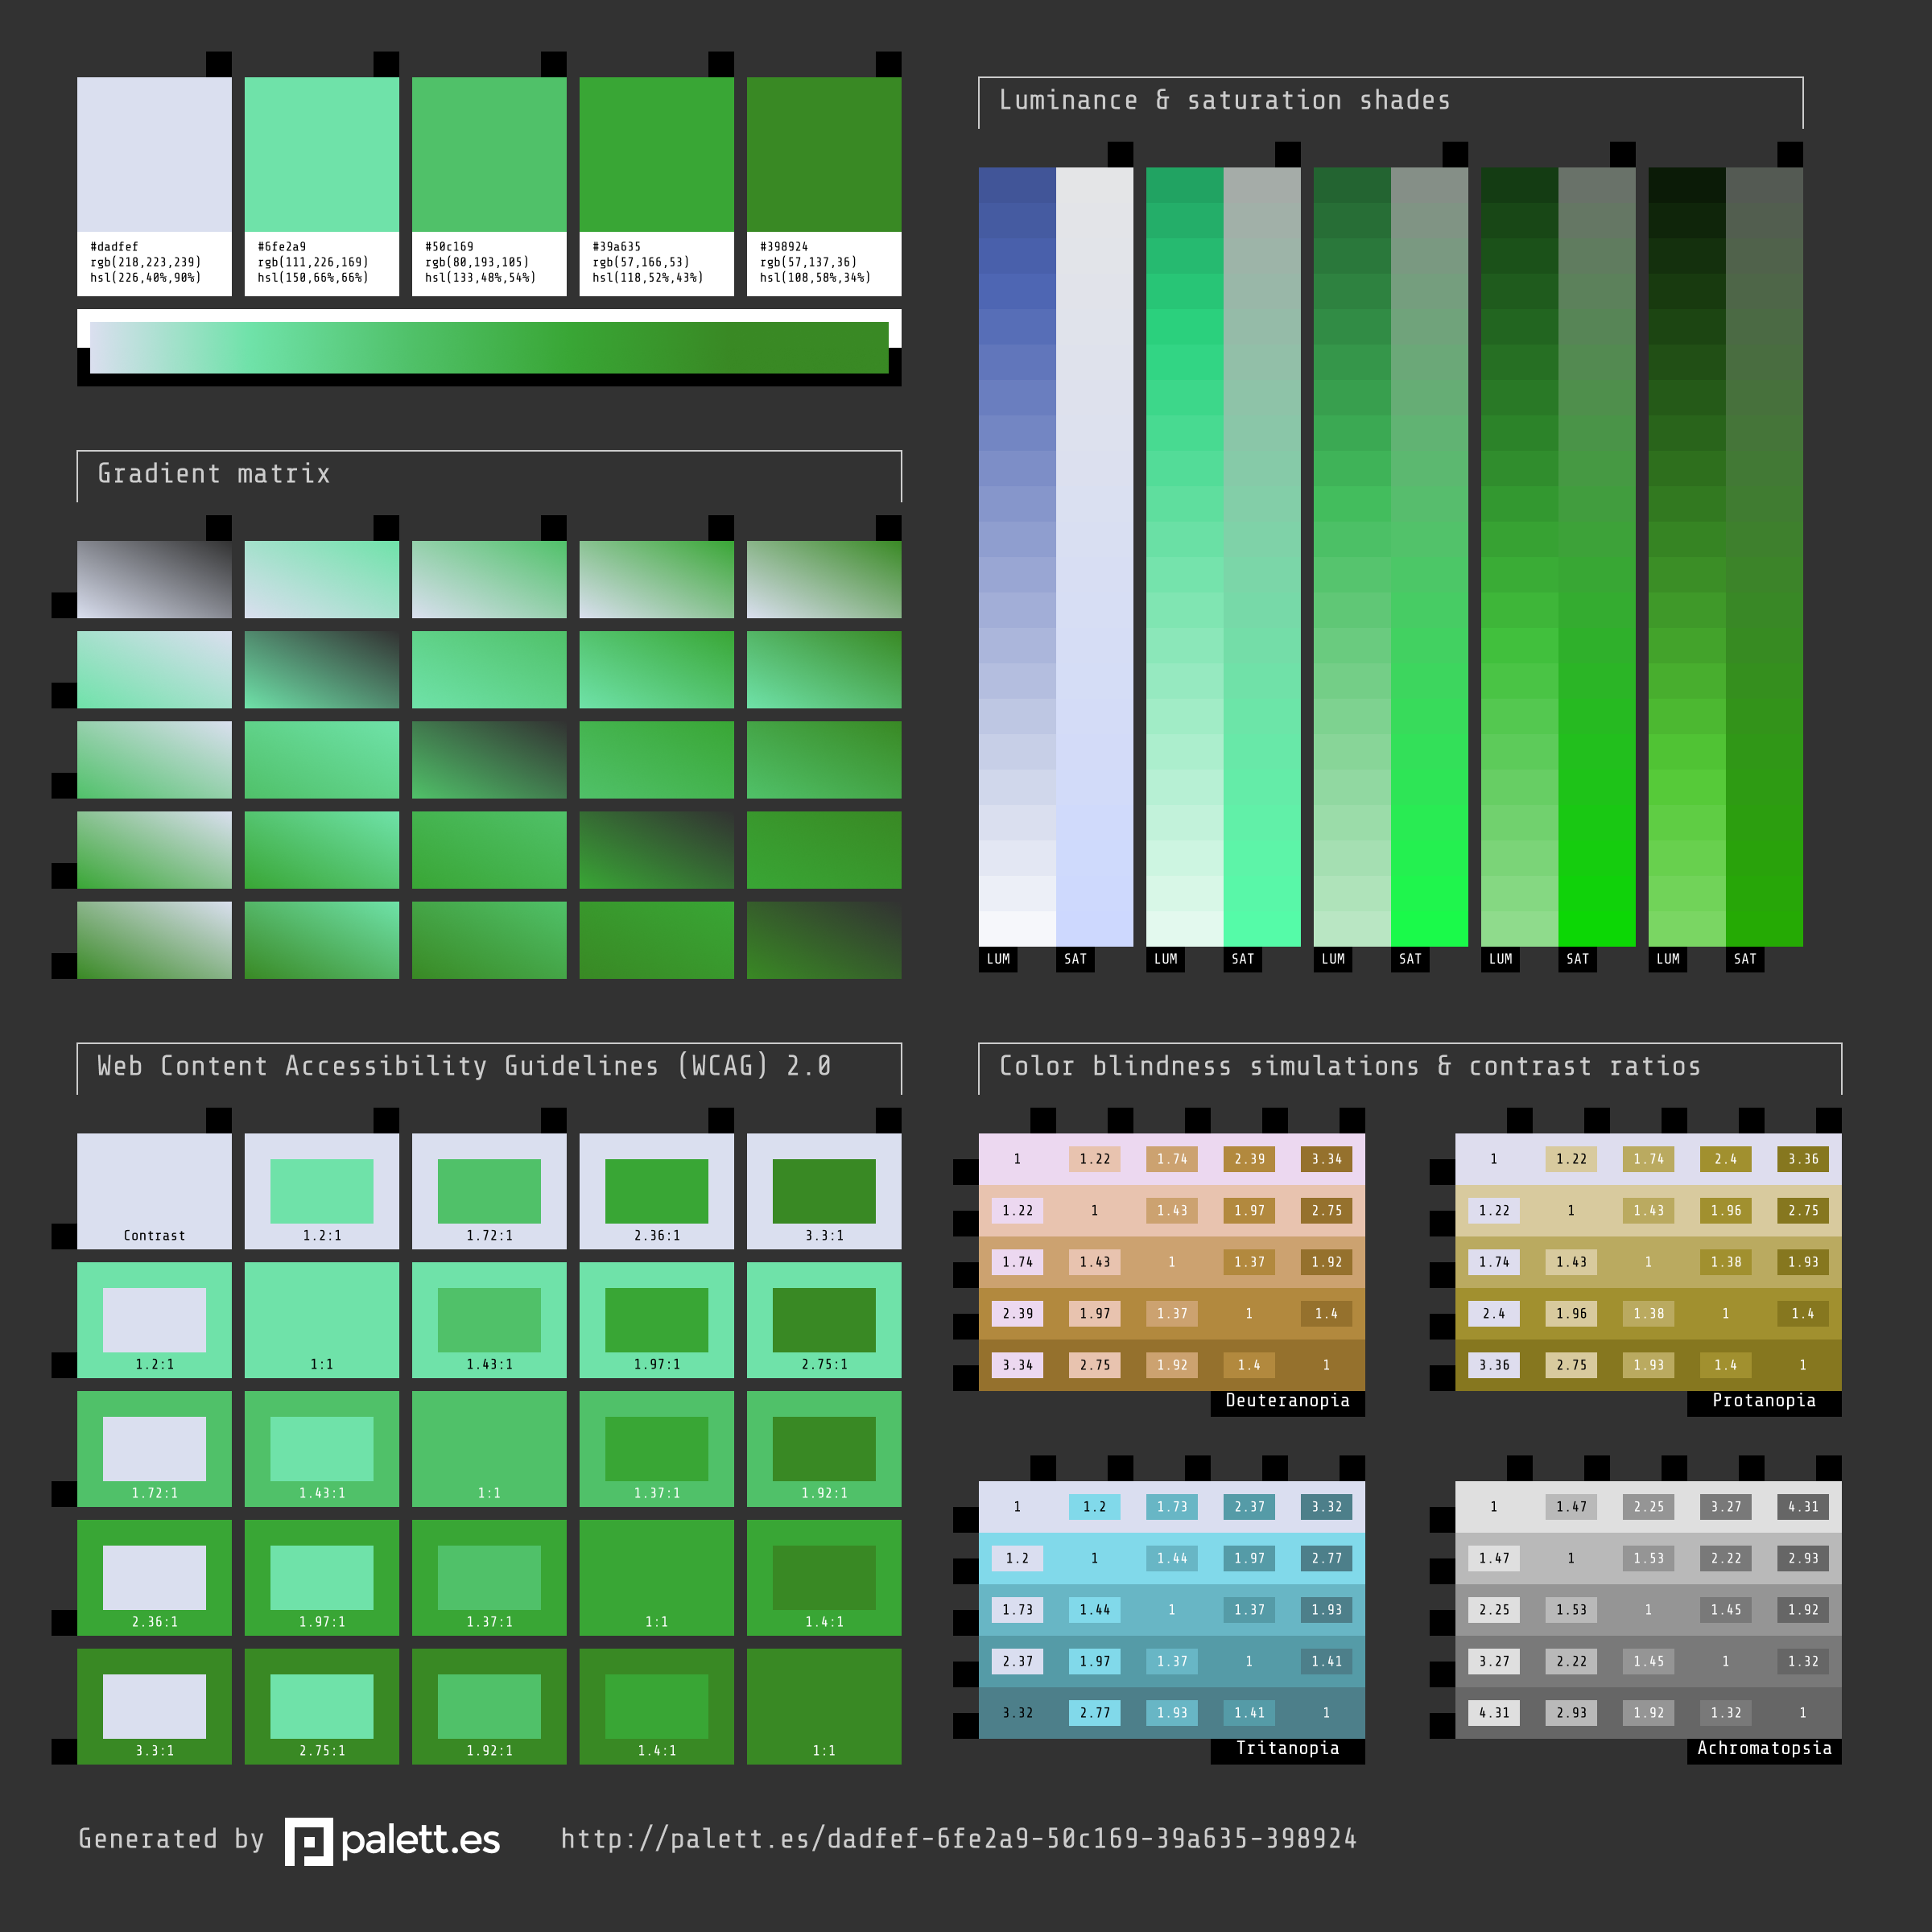 #dadfef
rgb(218,223,239)
hsl(226,40%,90%)
#6fe2a9
rgb(111,226,169)
hsl(150,66%,66%)
#50c169
rgb(80,193,105)
hsl(133,48%,54%)
#39a635
rgb(57,166,53)
hsl(118,52%,43%)
#398924
rgb(57,137,36)
hsl(108,58%,34%)
Luminance & saturation shades
LUM SAT LUM SAT LUM SAT LUM SAT LUM SAT
Gradient matrix
Web Content Accessibility Guidelines (WCAG) 2.0
Contrast 1.2:1 1.72:1 2.36:1 3.3:1
1.2:1 1:1 1.43:1 1.97:1 2.75:1
1.72:1 1.43:1 1:1 1.37:1 1.92:1
2.36:1 1.97:1 1.37:1 1:1 1.4:1
3.3:1 2.75:1 1.92:1 1.4:1 1:1
Color blindness simulations & contrast ratios
1 1.22 1.74 2.39 3.34
1.22 1 1.43 1.97 2.75
1.74 1.43 1 1.37 1.92
2.39 1.97 1.37 1 1.4
3.34 2.75 1.92 1.4 1
Deuteranopia
1 1.22 1.74 2.4 3.36
1.22 1 1.43 1.96 2.75
1.74 1.43 1 1.38 1.93
2.4 1.96 1.38 1 1.4
3.36 2.75 1.93 1.4 1
Protanopia
1 1.2 1.73 2.37 3.32
1.2 1 1.44 1.97 2.77
1.73 1.44 1 1.37 1.93
2.37 1.97 1.37 1 1.41
3.32 2.77 1.93 1.41 1
Tritanopia
1 1.47 2.25 3.27 4.31
1.47 1 1.53 2.22 2.93
2.25 1.53 1 1.45 1.92
3.27 2.22 1.45 1 1.32
4.31 2.93 1.92 1.32 1
Achromatopsia
Generated by palett.es http://palett.es/dadfef-6fe2a9-50c169-39a635-398924